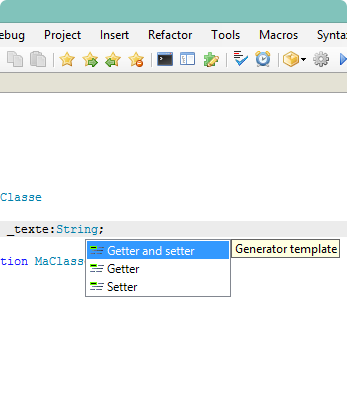 ebug Project Insert Refactor Tools Macros Synta
Classe
_texte:String;
Getter and setter
Generator template
tion MaClass
Getter
Setter